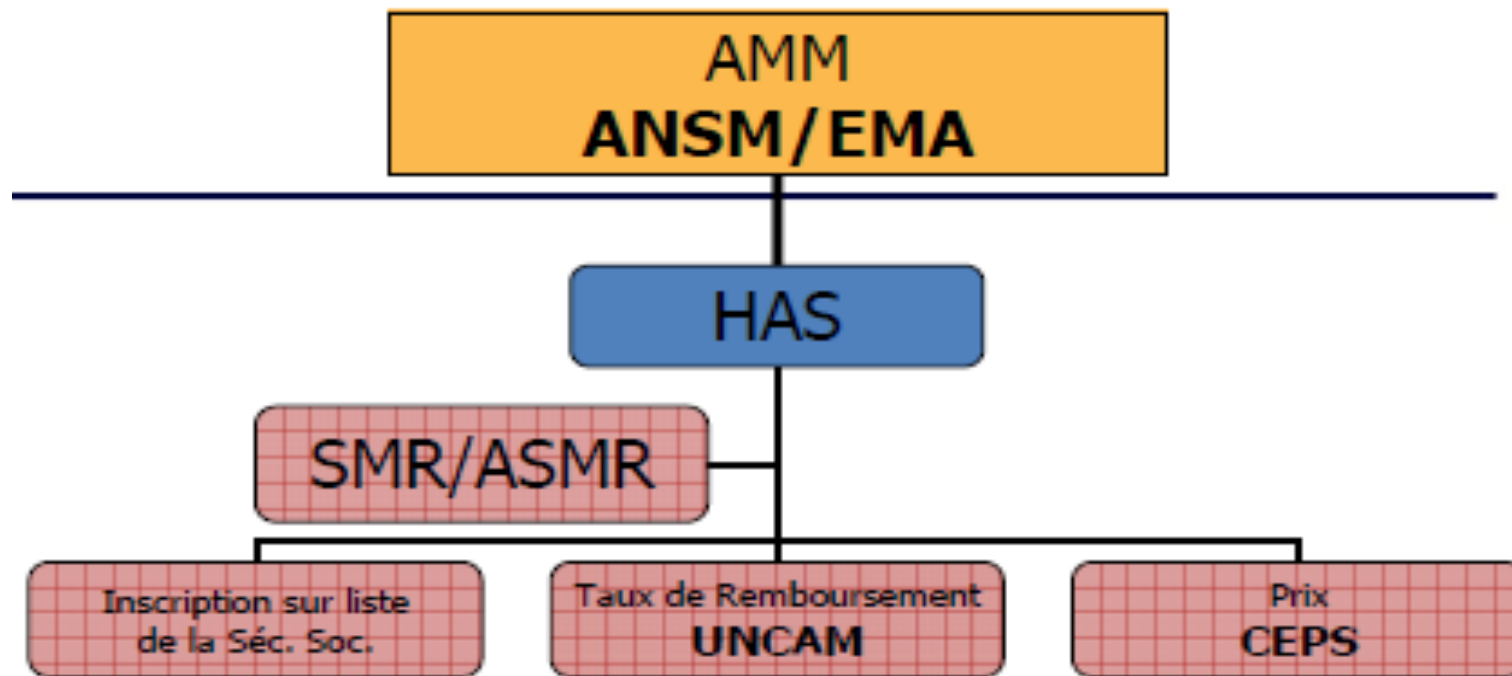 AMM
ANSM/EMA
HAS
SMR/ASMR
Inscription sur liste
de la Séc. Soc.
Taux de Remboursement
UNCAM
Prix
CEPS